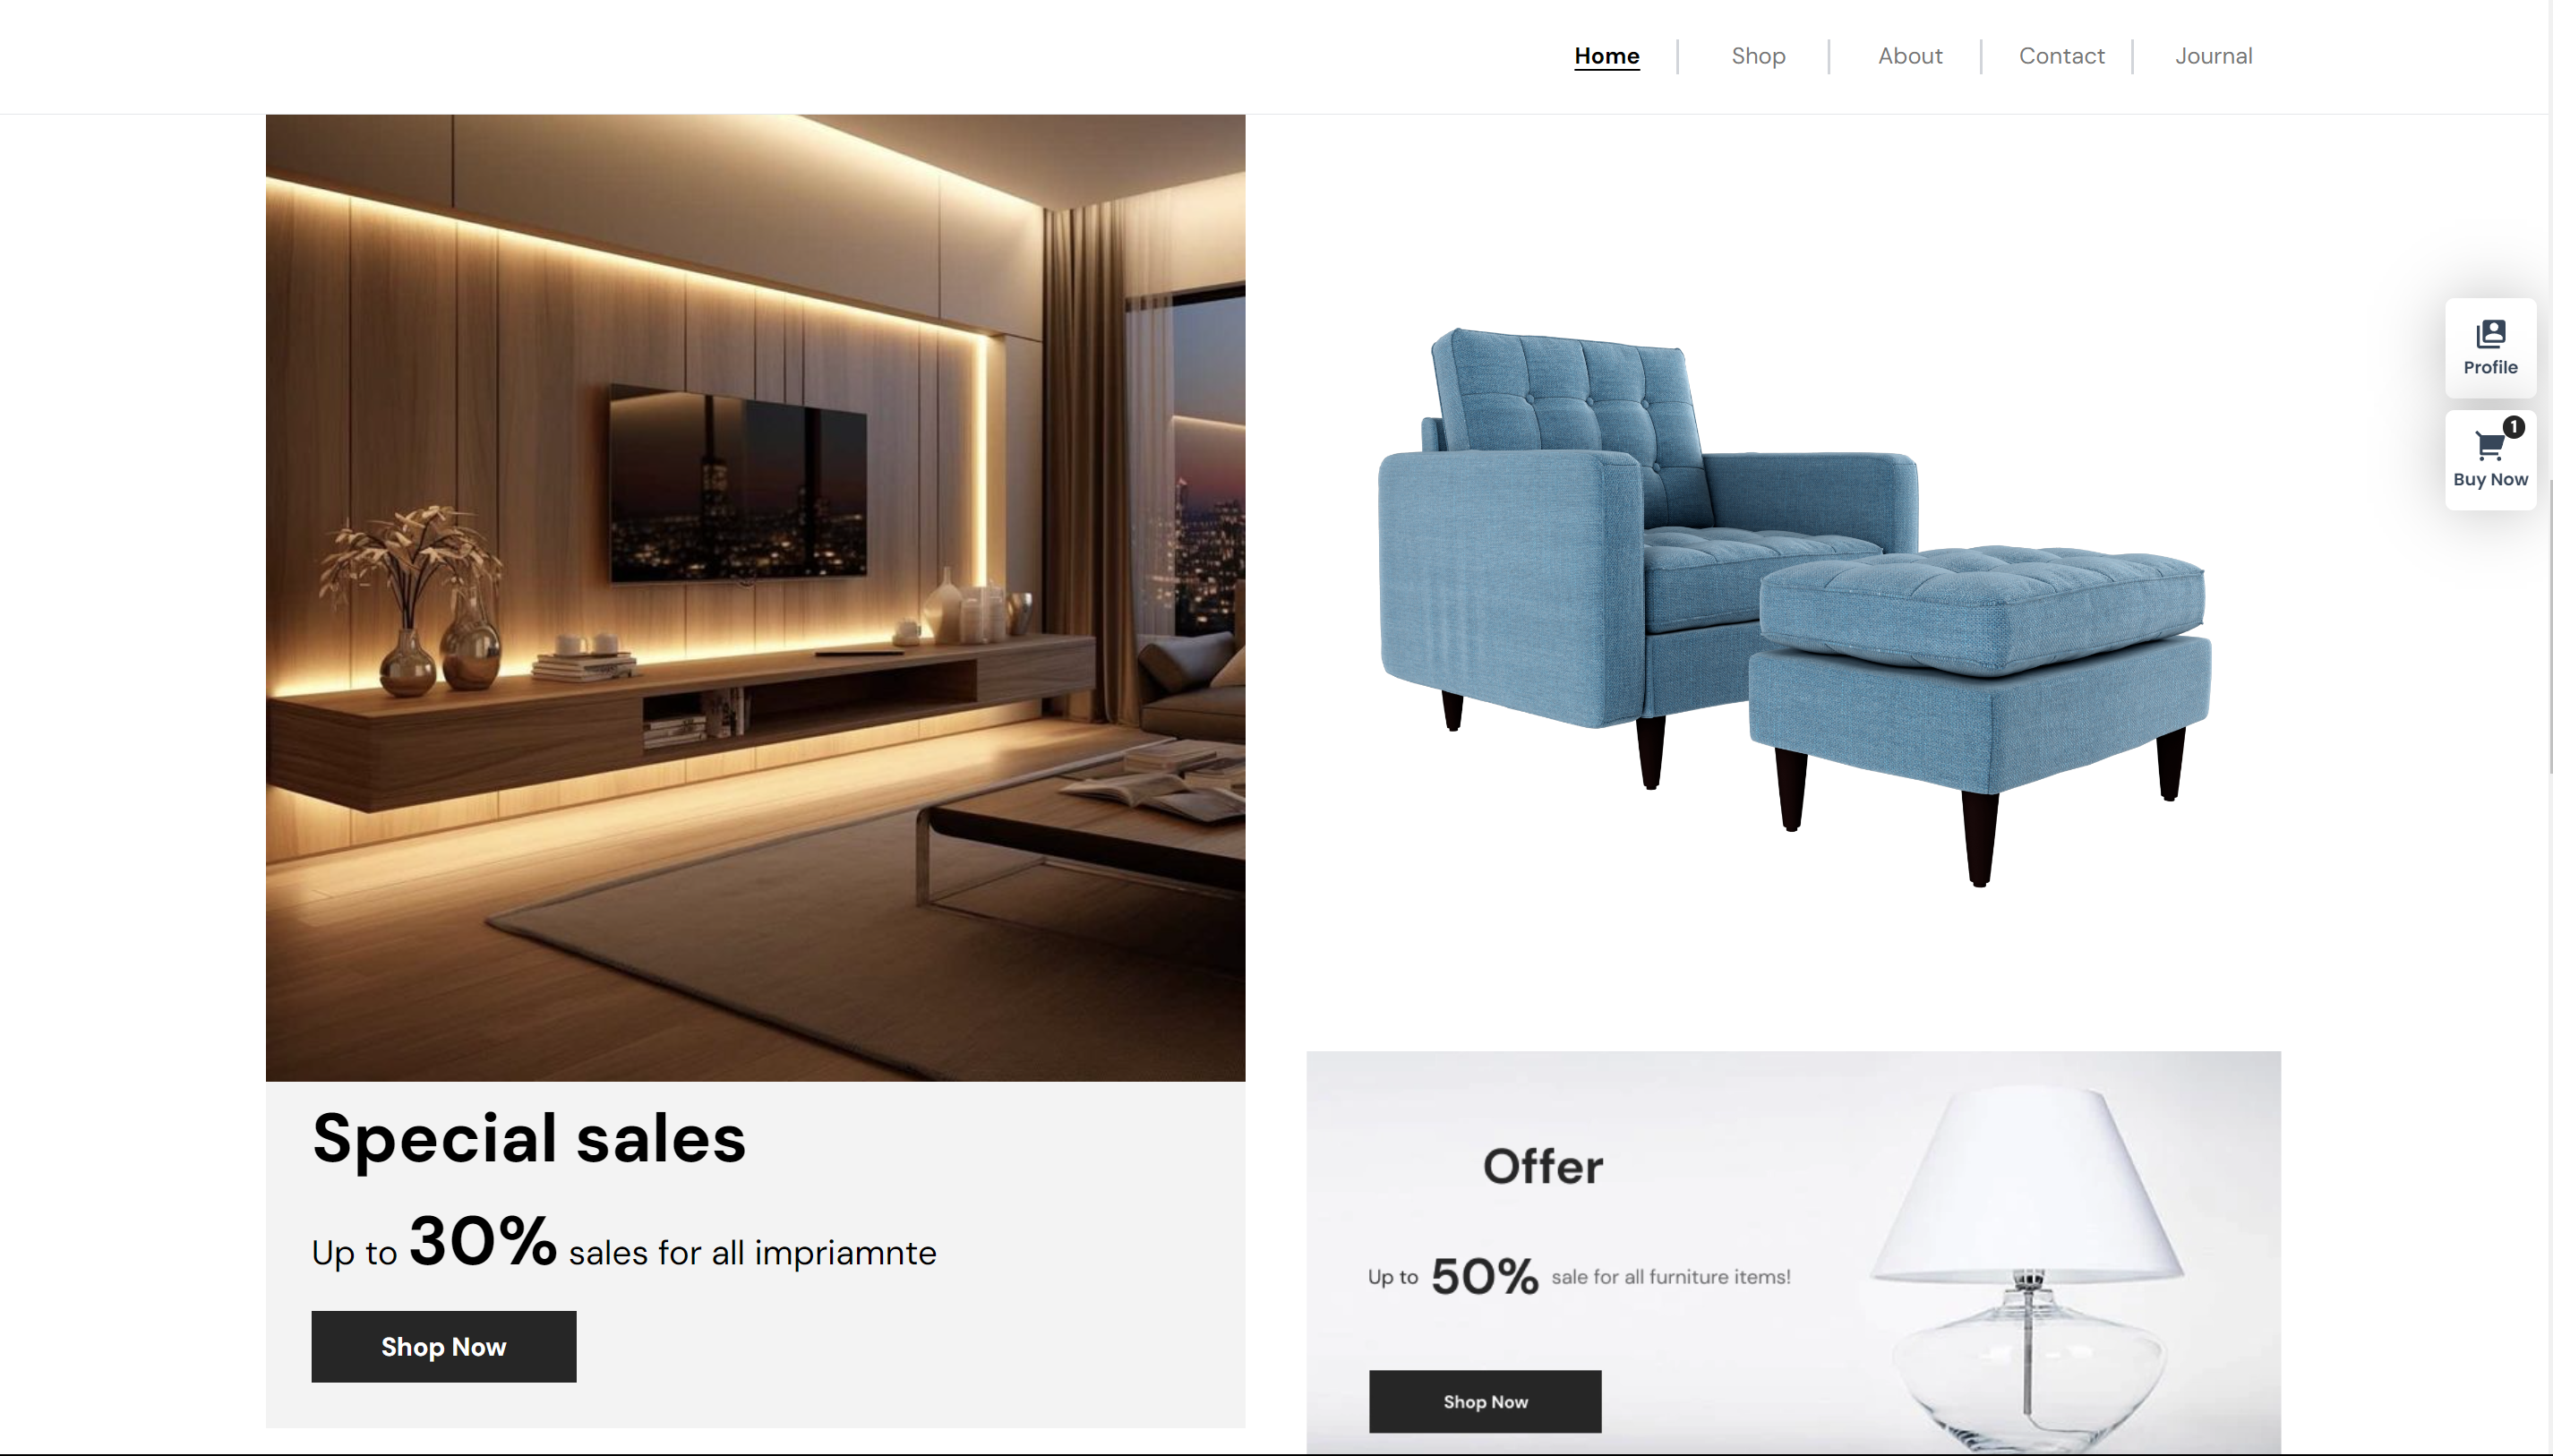 Home
Shop
About
Contact
Journal
Profile
1
Buy Now
Special sales
Up to 30% sales for all impriamnte
Shop Now
Offer
Up to 50% sale for all furniture items!
Shop Now